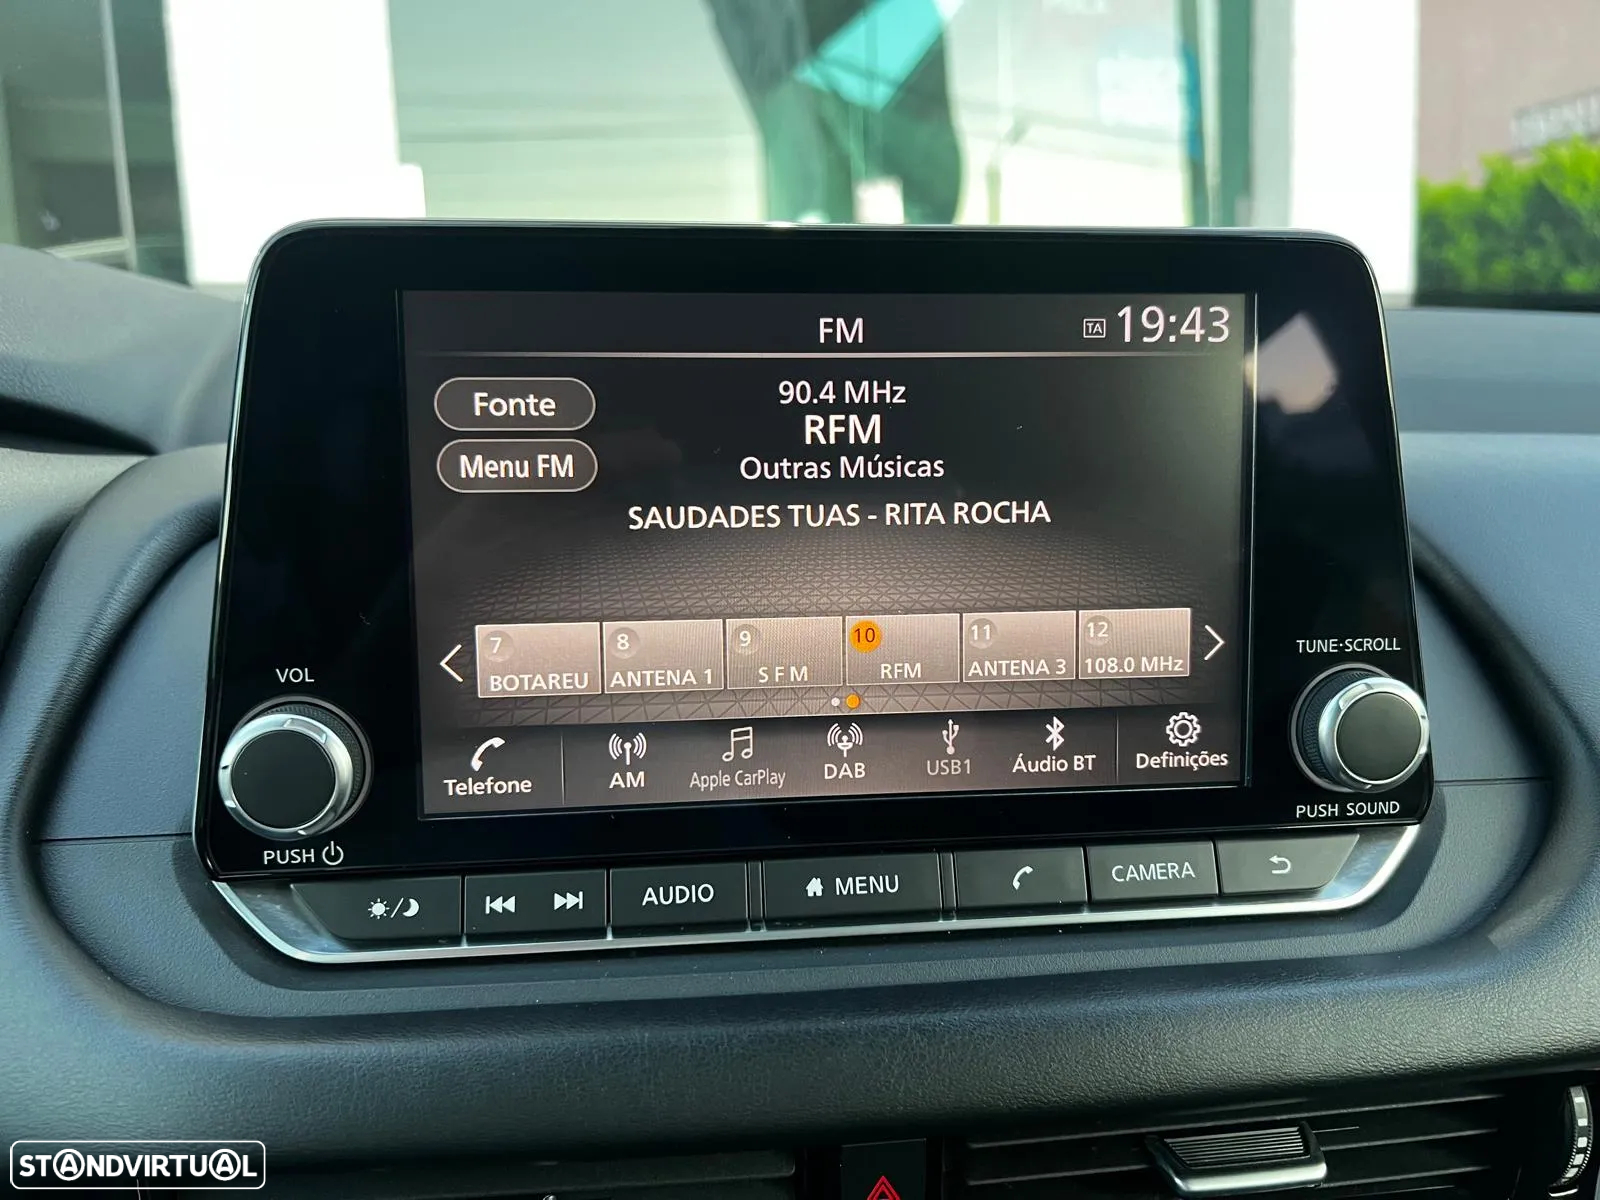 FM
TA 19:43
Fonte
90.4 MHz
RFM
Menu FM
Outras Músicas
SAUDADES TUAS - RITA ROCHA
7 8 9 10 11 12
BOTAREU ANTENA 1 S F M RFM ANTENA 3 108.0 MHz
Telefone AM Apple CarPlay DAB USB1 Áudio BT Definições
VOL
PUSH
TUNE·SCROLL
PUSH SOUND
AUDIO MENU CAMERA
STANDVIRTUAL